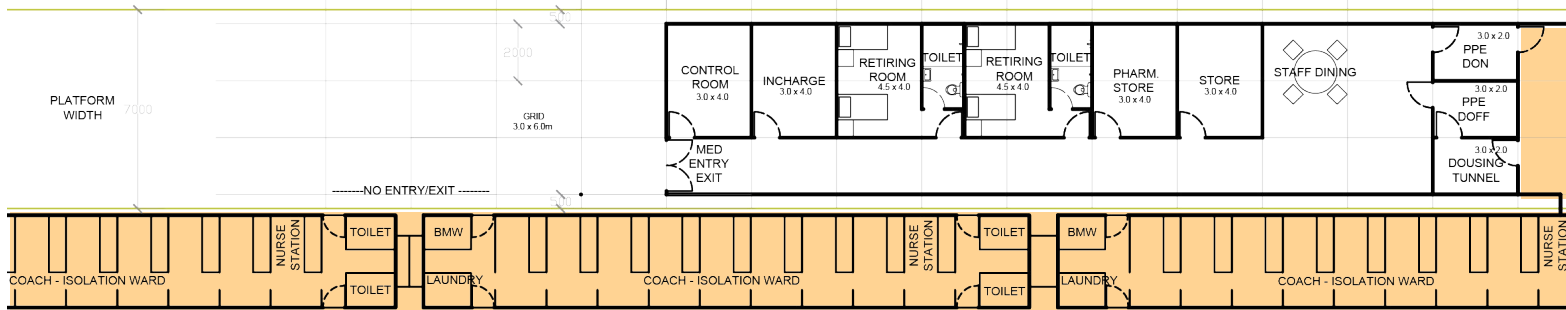 500
2000
PLATFORM
WIDTH
7000
GRID
3.0 x 6.0m
CONTROL
ROOM
3.0 x 4.0
INCHARGE
3.0 x 4.0
RETIRING
ROOM
4.5 x 4.0
TOILET
RETIRING
ROOM
4.5 x 4.0
TOILET
PHARM.
STORE
3.0 x 4.0
STORE
3.0 x 4.0
STAFF DINING
3.0 x 2.0
PPE
DON
3.0 x 2.0
PPE
DOFF
3.0 x 2.0
DOUSING
TUNNEL
MED
ENTRY
EXIT
--------NO ENTRY/EXIT --------
500
NURSE
STATION
TOILET
BMW
NURSE
STATION
TOILET
BMW
NURSE
STATION
COACH - ISOLATION WARD
TOILET
LAUNDRY
COACH - ISOLATION WARD
TOILET
LAUNDRY
COACH - ISOLATION WARD